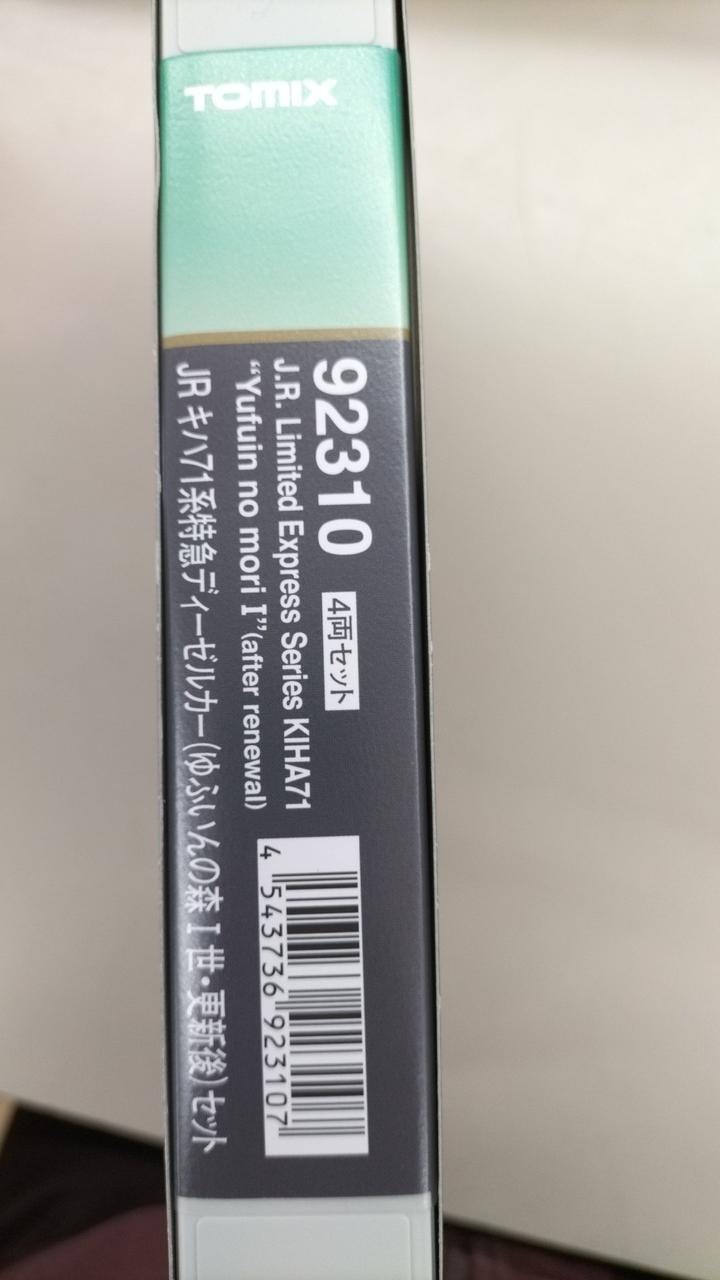 TOMIX
92310 4両セット
J.R. Limited Express Series KIHA71
“Yufuin no mori I”(after renewal)
JR キハ71系特急ディーゼルカー(ゆふいんの森Ⅰ世・更新後)セット
4 543736 923107